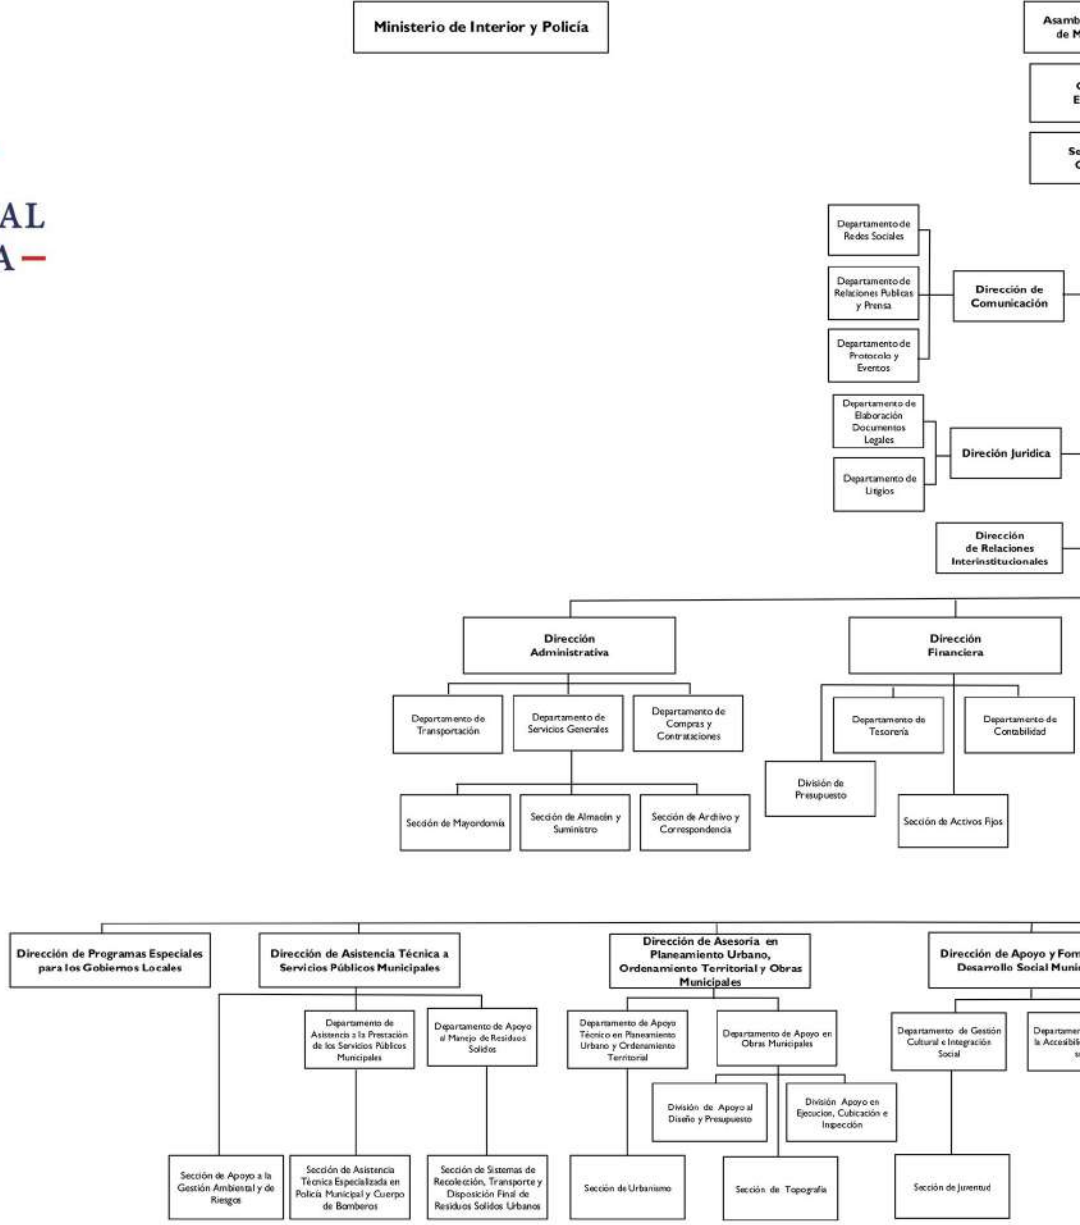 Ministerio de Interior y Policía
AL
Departamento de
Redes Sociales
Departamento de
Relaciones Publicas
y Prensa
Dirección de
Comunicación
Departamento de
Protocolo y
Eventos
Departamento de
Elaboración
Documentos
Legales
Direción Juridica
Departamento de
Litigios
Dirección
de Relaciones
Interinstitucionales
Dirección
Administrativa
Dirección
Financiera
Departamento de
Transportación
Departamento de
Servicios Generales
Departamento de
Compras y
Contrataciones
Departamento de
Tesorería
Departamento de
Contabilidad
División de
Presupuesto
Sección de Mayordomía
Sección de Almacén y
Suministro
Sección de Archivo y
Correspondencia
Sección de Activos Fijos
Dirección de Programas Especiales
para los Gobiernos Locales
Dirección de Asistencia Técnica a
Servicios Públicos Municipales
Dirección de Asesoría en
Planeamiento Urbano,
Ordenamiento Territorial y Obras
Municipales
Dirección de Apoyo y
Desarrollo Social
Departamento de
Asistencia a la Prestación
de los Servicios Públicos
Municipales
Departamento de Apoyo
al Manejo de Residuos
Solidos
Departamento de Apoyo
Técnico en Planeamiento
Urbano y Ordenamiento
Territorial
Departamento de Apoyo en
Obras Municipales
Departamento de Gestión
Cultural e Integración
Social
División de Apoyo al
Diseño y Presupuesto
División Apoyo en
Ejecucion, Cubicación e
Inspección
Sección de Apoyo a la
Gestión Ambiental y de
Riesgos
Sección de Asistencia
Técnica Especializada en
Policía Municipal y Cuerpo
de Bomberos
Sección de Sistemas de
Recolección, Transporte y
Disposición Final de
Residuos Solidos Urbanos
Sección de Urbanismo
Sección de Topografía
Sección de Juventud